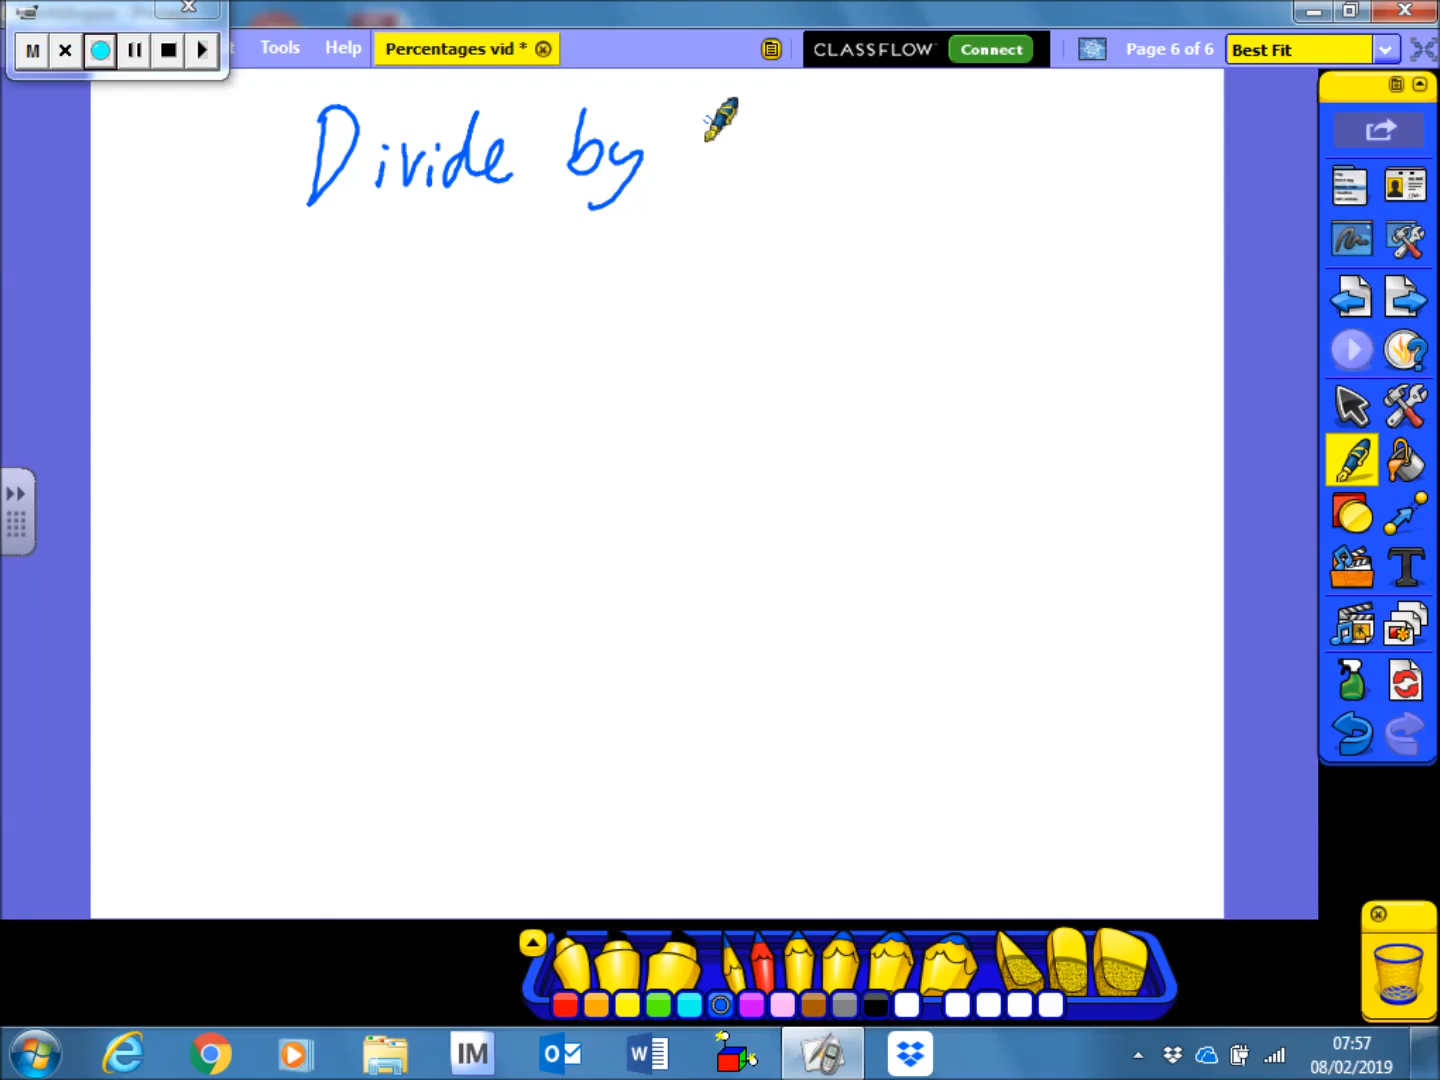 M
t Tools Help Percentages vid * CLASSFLOW Connect Page 6 of 6 Best Fit
Divide by
T
IM
O
W
07:57
08/02/2019